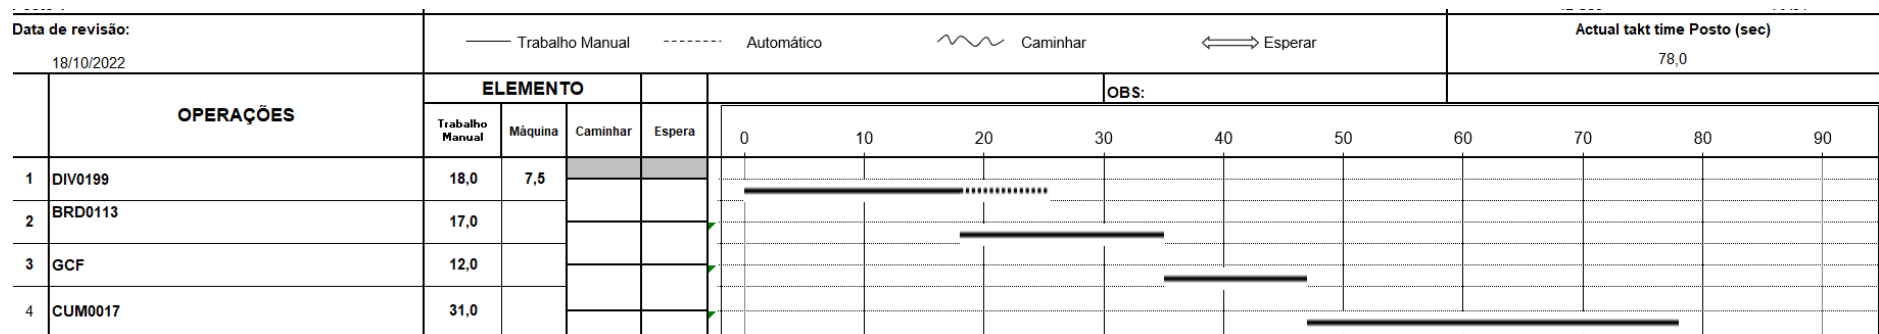 Data de revisão:
18/10/2022
Trabalho Manual
Automático
Caminhar
Esperar
Actual takt time Posto (sec)
78,0
OPERAÇÕES
ELEMENTO
OBS:
Trabalho
Manual
Máquina
Caminhar
Espera
0 10 20 30 40 50 60 70 80 90
1 DIV0199 18,0 7,5
2 BRD0113 17,0
3 GCF 12,0
4 CUM0017 31,0